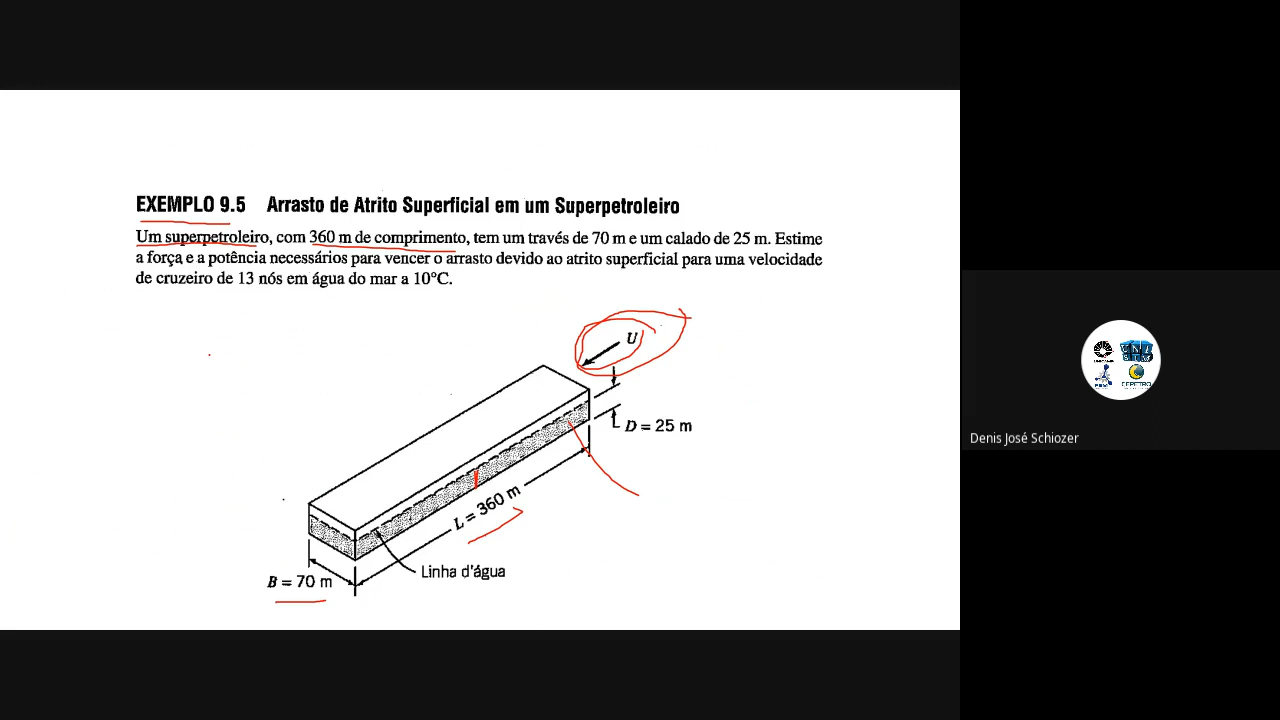 EXEMPLO 9.5 Arrasto de Atrito Superficial em um Superpetroleiro
Um superpetroleiro, com 360 m de comprimento, tem um través de 70 m e um calado de 25 m. Estime
a força e a potência necessários para vencer o arrasto devido ao atrito superficial para uma velocidade
de cruzeiro de 13 nós em água do mar a 10°C.
U
D = 25 m
L = 360 m
Linha d'água
B = 70 m
CEPETRO
Denis José Schiozer